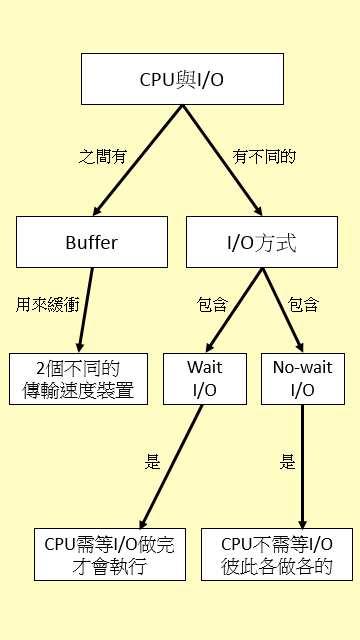 CPU與I/O
之間有
有不同的
Buffer
I/O方式
用來緩衝
包含
包含
2個不同的
傳輸速度裝置
Wait
I/O
No-wait
I/O
是
是
CPU需等I/O做完
才會執行
CPU不需等I/O
彼此各做各的